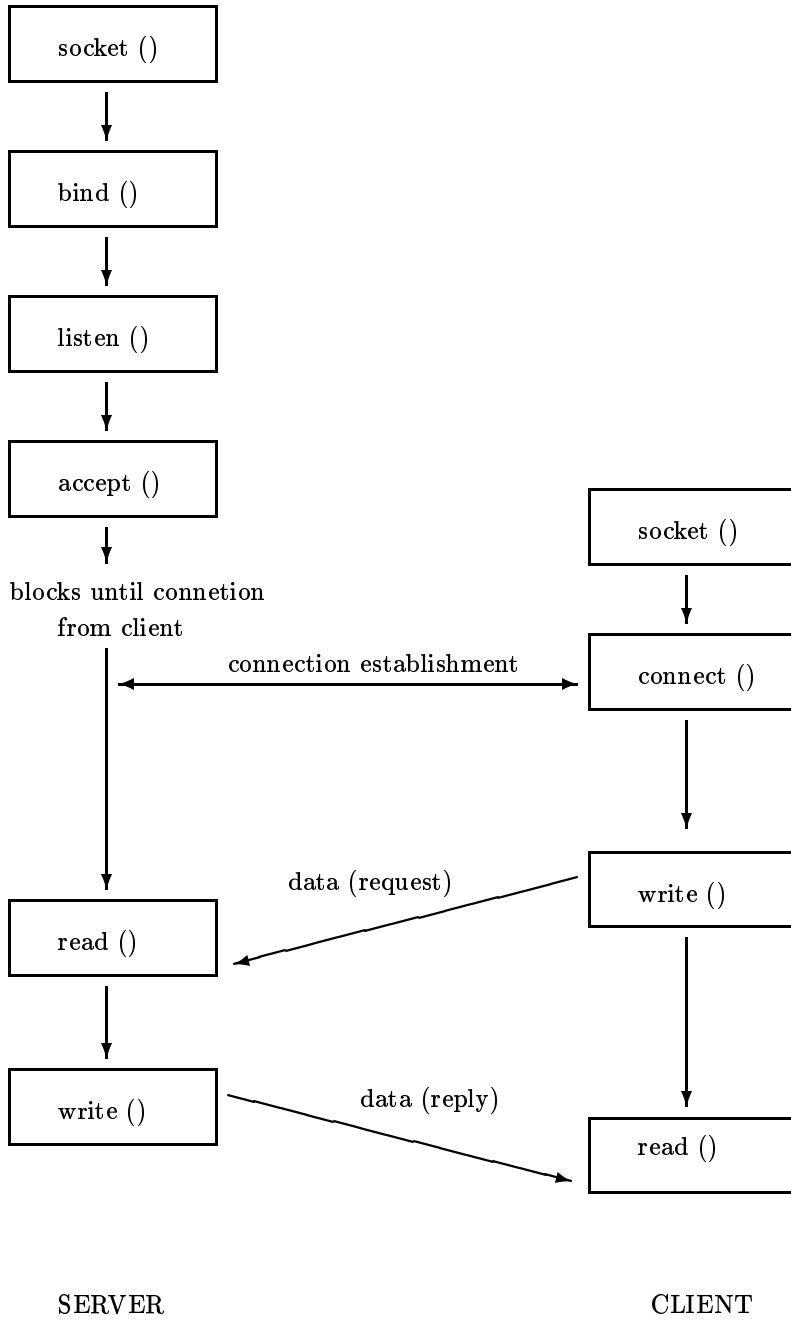 socket ()
bind ()
listen ()
accept ()
socket ()
blocks until connetion
from client
connection establishment
connect ()
data (request)
write ()
read ()
write ()
data (reply)
read ()
SERVER
CLIENT